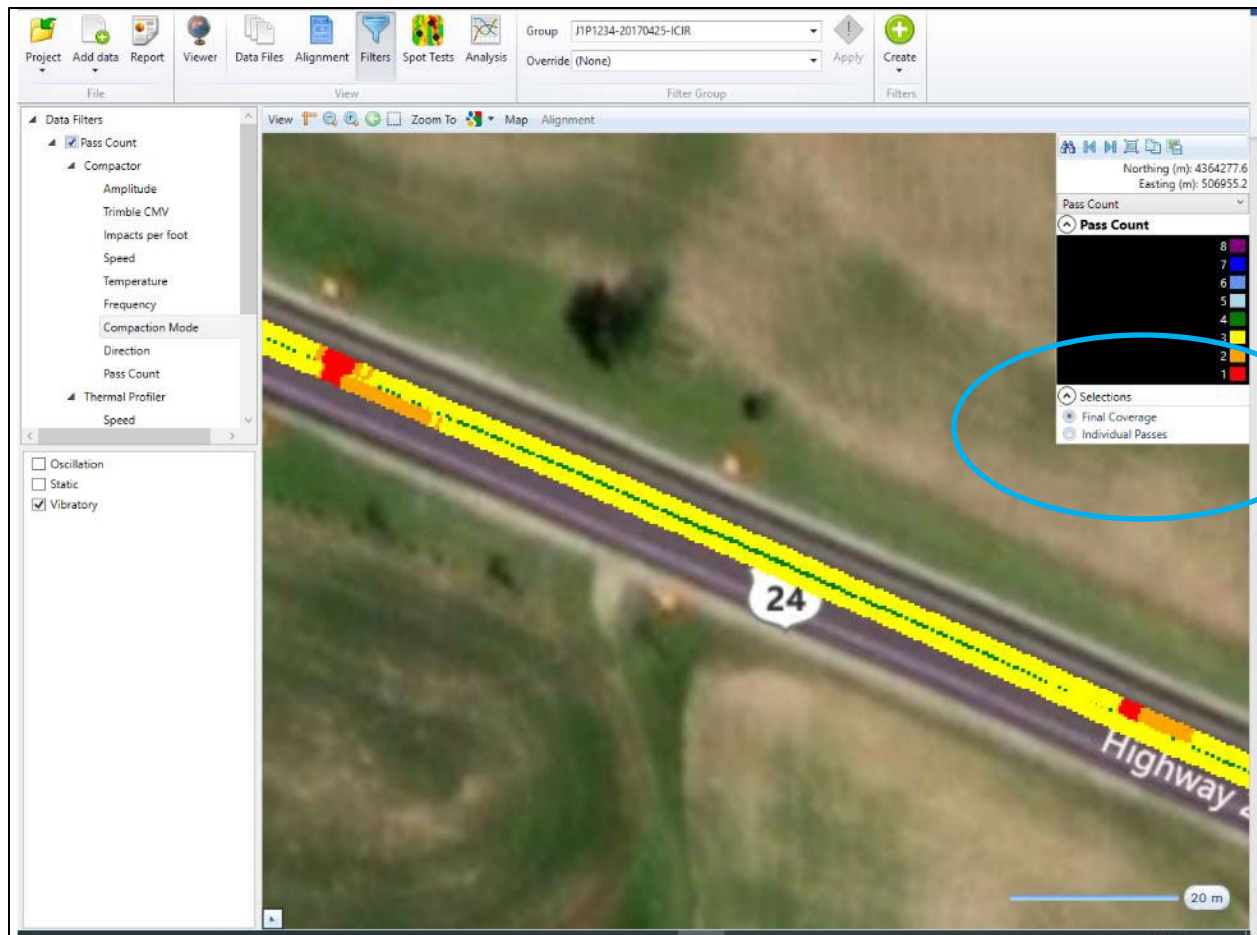 Project
Add data
Report
Viewer
Data Files
Alignment
Filters
Spot Tests
Analysis
Group
J1P1234-20170425-ICIR
Override
(None)
Apply
Create
File
View
Filter Group
Filters
Data Filters
Pass Count
Compactor
Amplitude
Trimble CMV
Impacts per foot
Speed
Temperature
Frequency
Compaction Mode
Direction
Pass Count
Thermal Profiler
Speed
Oscillation
Static
Vibratory
View
Zoom To
Map
Alignment
Northing (m): 4364277.6
Easting (m): 506955.2
Pass Count
Pass Count
8
7
6
5
4
3
2
1
Selections
Final Coverage
Individual Passes
24
Highway
20 m